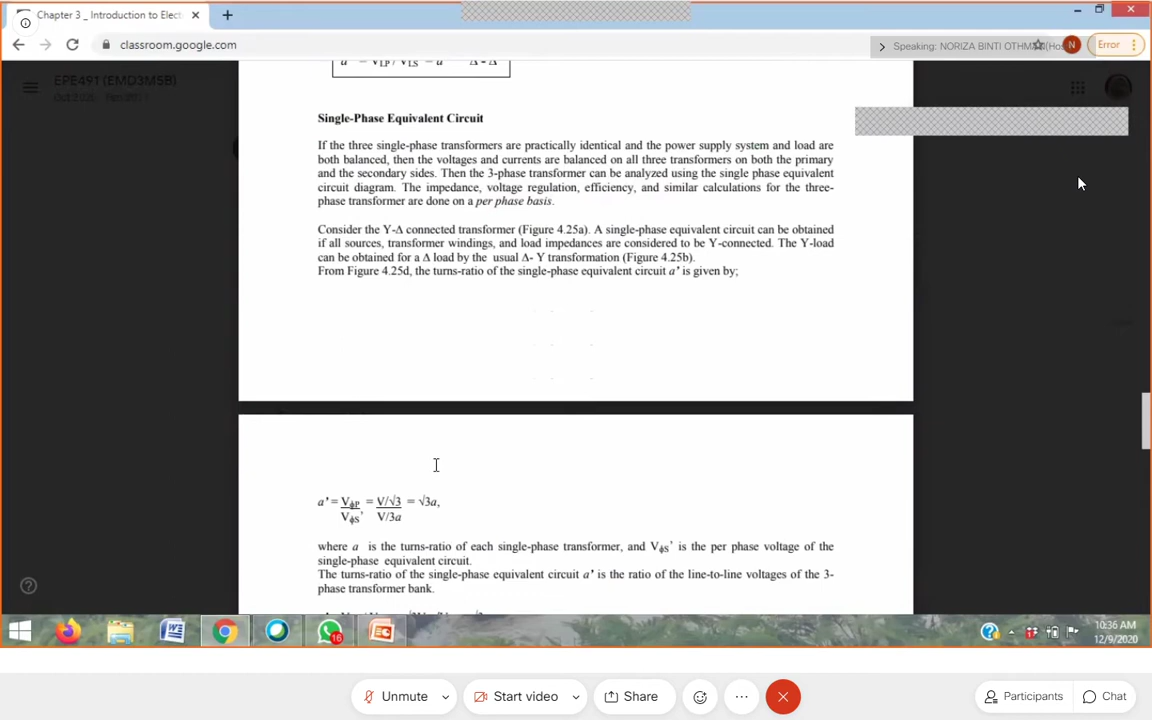 Chapter 3 _ Introduction to Elect
classroom.google.com
Speaking: NORIZA BINTI OTHMAN(Hos
N
Error
EPE491 (EMD3M5B)
Single-Phase Equivalent Circuit
If the three single-phase transformers are practically identical and the power supply system and load are
both balanced, then the voltages and currents are balanced on all three transformers on both the primary
and the secondary sides. Then the 3-phase transformer can be analyzed using the single phase equivalent
circuit diagram. The impedance, voltage regulation, efficiency, and similar calculations for the three-
phase transformer are done on a per phase basis.
Consider the Y-Δ connected transformer (Figure 4.25a). A single-phase equivalent circuit can be obtained
if all sources, transformer windings, and load impedances are considered to be Y-connected. The Y-load
can be obtained for a Δ load by the usual Δ- Y transformation (Figure 4.25b).
From Figure 4.25d, the turns-ratio of the single-phase equivalent circuit a' is given by;
a' = VϕP = V/√3 = √3a,
VϕS' V/3a
where a is the turns-ratio of each single-phase transformer, and VϕS' is the per phase voltage of the
single-phase equivalent circuit.
The turns-ratio of the single-phase equivalent circuit a' is the ratio of the line-to-line voltages of the 3-
phase transformer bank.
16
10:36 AM
12/9/2020
Unmute
Start video
Share
Participants
Chat